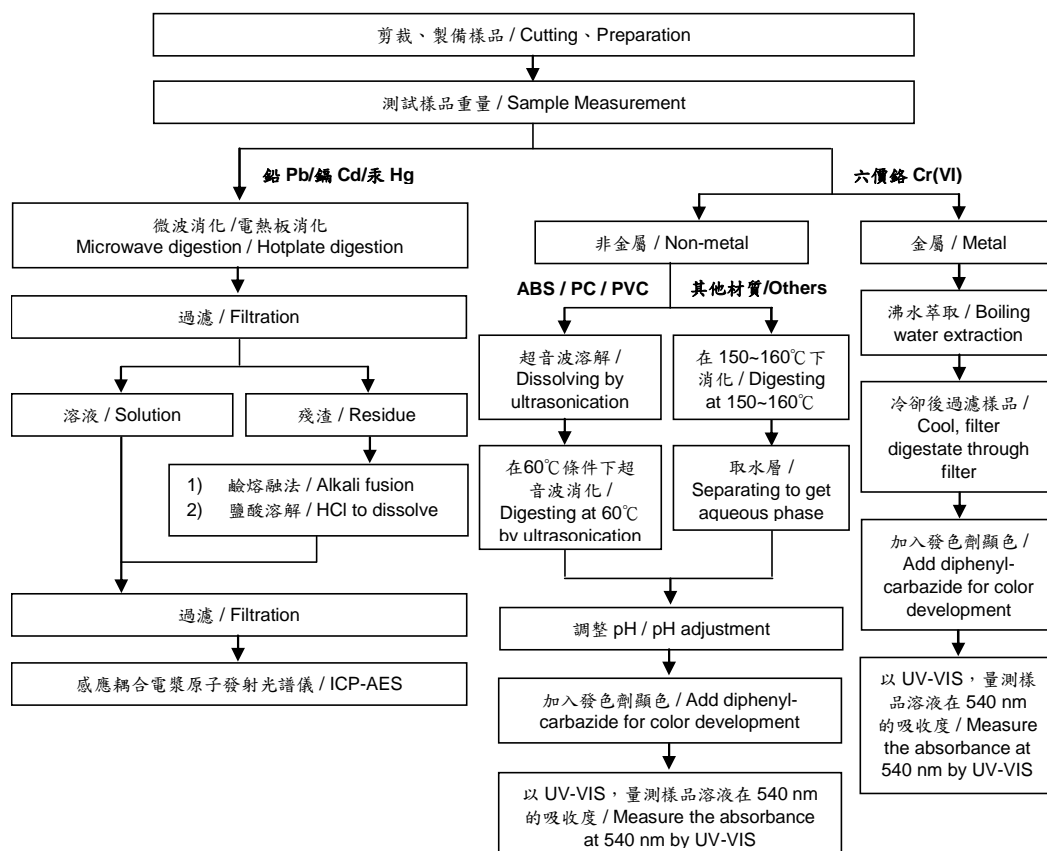 剪裁、製備樣品 / Cutting、Preparation
測試樣品重量 / Sample Measurement
鉛 Pb/鎘 Cd/汞 Hg
六價鉻 Cr(VI)
微波消化 /電熱板消化
Microwave digestion / Hotplate digestion
過濾 / Filtration
溶液 / Solution
殘渣 / Residue
1) 鹼熔融法 / Alkali fusion
2) 鹽酸溶解 / HCl to dissolve
過濾 / Filtration
感應耦合電漿原子發射光譜儀 / ICP-AES
非金屬 / Non-metal
ABS / PC / PVC
其他材質/Others
超音波溶解 /
Dissolving by
ultrasonication
在60℃條件下超
音波消化 /
Digesting at 60℃
by ultrasonication
在 150~160℃下
消化 / Digesting
at 150~160℃
取水層 /
Separating to get
aqueous phase
調整 pH / pH adjustment
加入發色劑顯色 / Add diphenyl-
carbazide for color development
以 UV-VIS，量測樣品溶液在 540 nm
的吸收度 / Measure the absorbance
at 540 nm by UV-VIS
金屬 / Metal
沸水萃取 / Boiling
water extraction
冷卻後過濾樣品 /
Cool, filter
digestate through
filter
加入發色劑顯色 /
Add diphenyl-
carbazide for color
development
以 UV-VIS，量測樣
品溶液在 540 nm
的吸收度 / Measure
the absorbance at
540 nm by UV-VIS